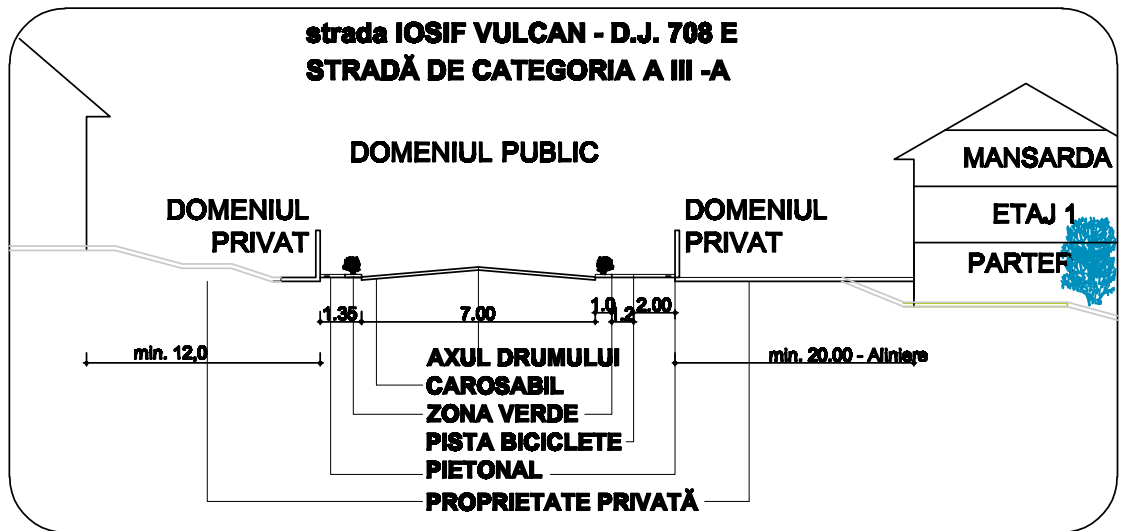 strada IOSIF VULCAN - D.J. 708 E
STRADĂ DE CATEGORIA A III -A
DOMENIUL PUBLIC
MANSARDA
DOMENIUL
PRIVAT
DOMENIUL
PRIVAT
ETAJ 1
PARTER
1.35
7.00
1.0
1.2
2.00
min. 12,0
AXUL DRUMULUI
min. 20.00 - Aliniere
CAROSABIL
ZONA VERDE
PISTA BICICLETE
PIETONAL
PROPRIETATE PRIVATĂ